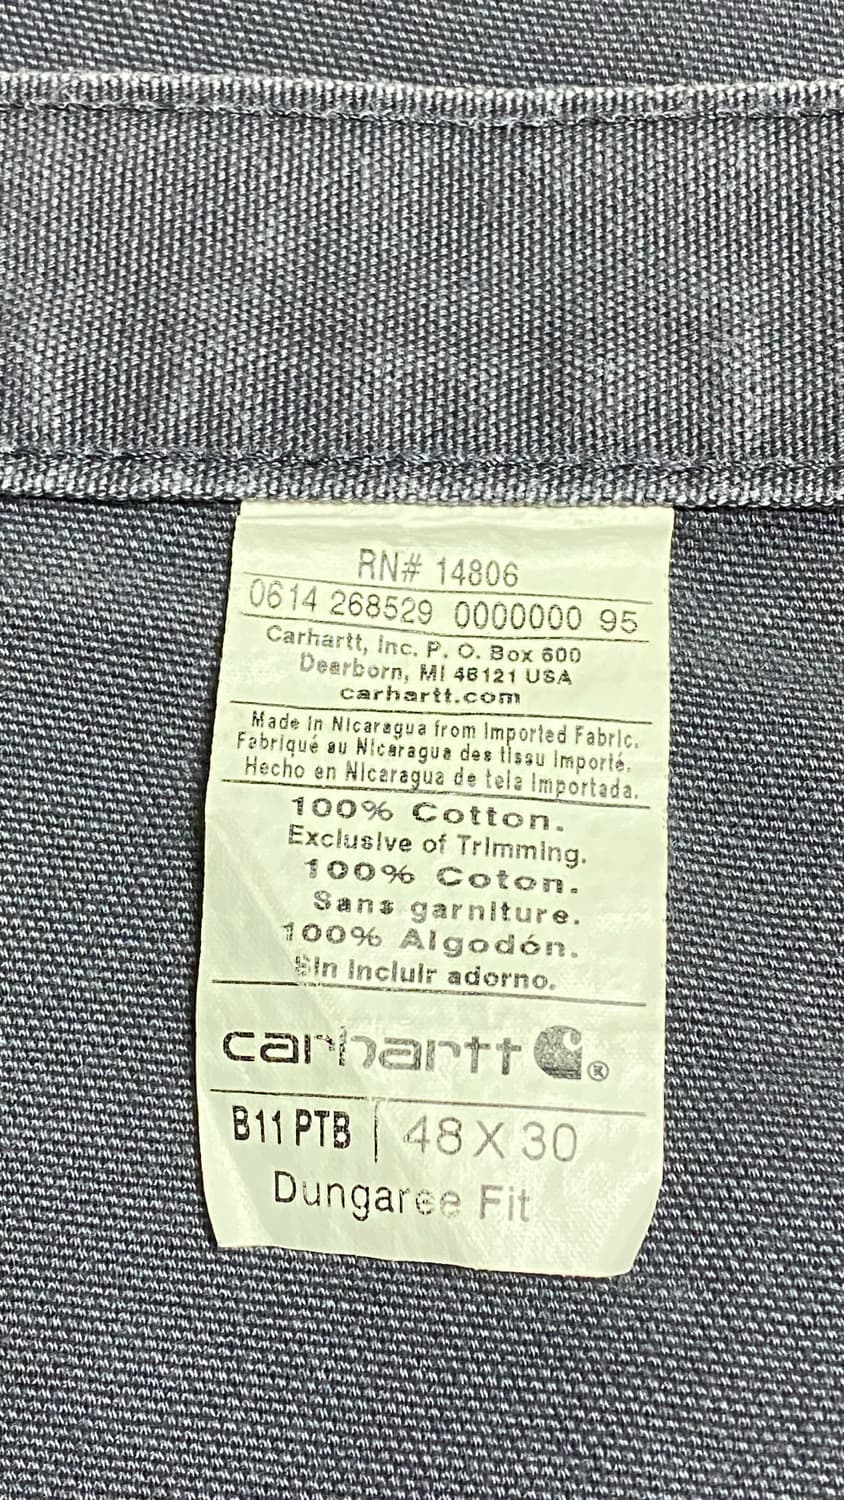 RN# 14806
0614 268529 0000000 95
Carhartt, Inc. P. O. Box 600
Dearborn, MI 48121 USA
carhartt.com
Made in Nicaragua from Imported Fabric.
Fabriqué au Nicaragua des tissu importé.
Hecho en Nicaragua de tela importada.
100% Cotton.
Exclusive of Trimming.
100% Coton.
Sans garniture.
100% Algodón.
Sin incluir adorno.
carhartt ®
B11 PTB | 48 X 30
Dungaree Fit